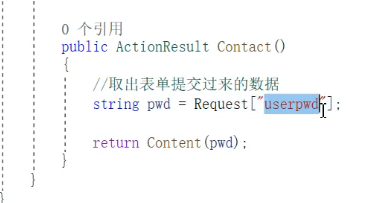 0 个引用
public ActionResult Contact()
{
//取出表单提交过来的数据
string pwd = Request["userpwd"];
return Content(pwd);
}
}
}